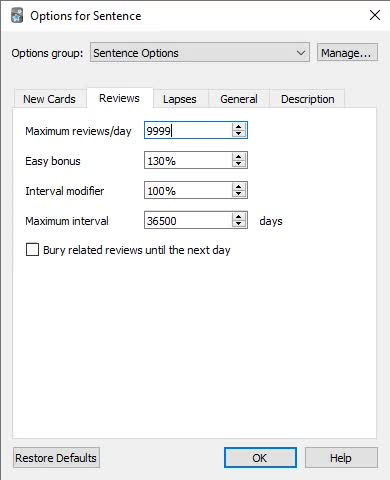 Options for Sentence
Options group: Sentence Options Manage...
New Cards Reviews Lapses General Description
Maximum reviews/day 9999
Easy bonus 130%
Interval modifier 100%
Maximum interval 36500 days
Bury related reviews until the next day
Restore Defaults OK Help